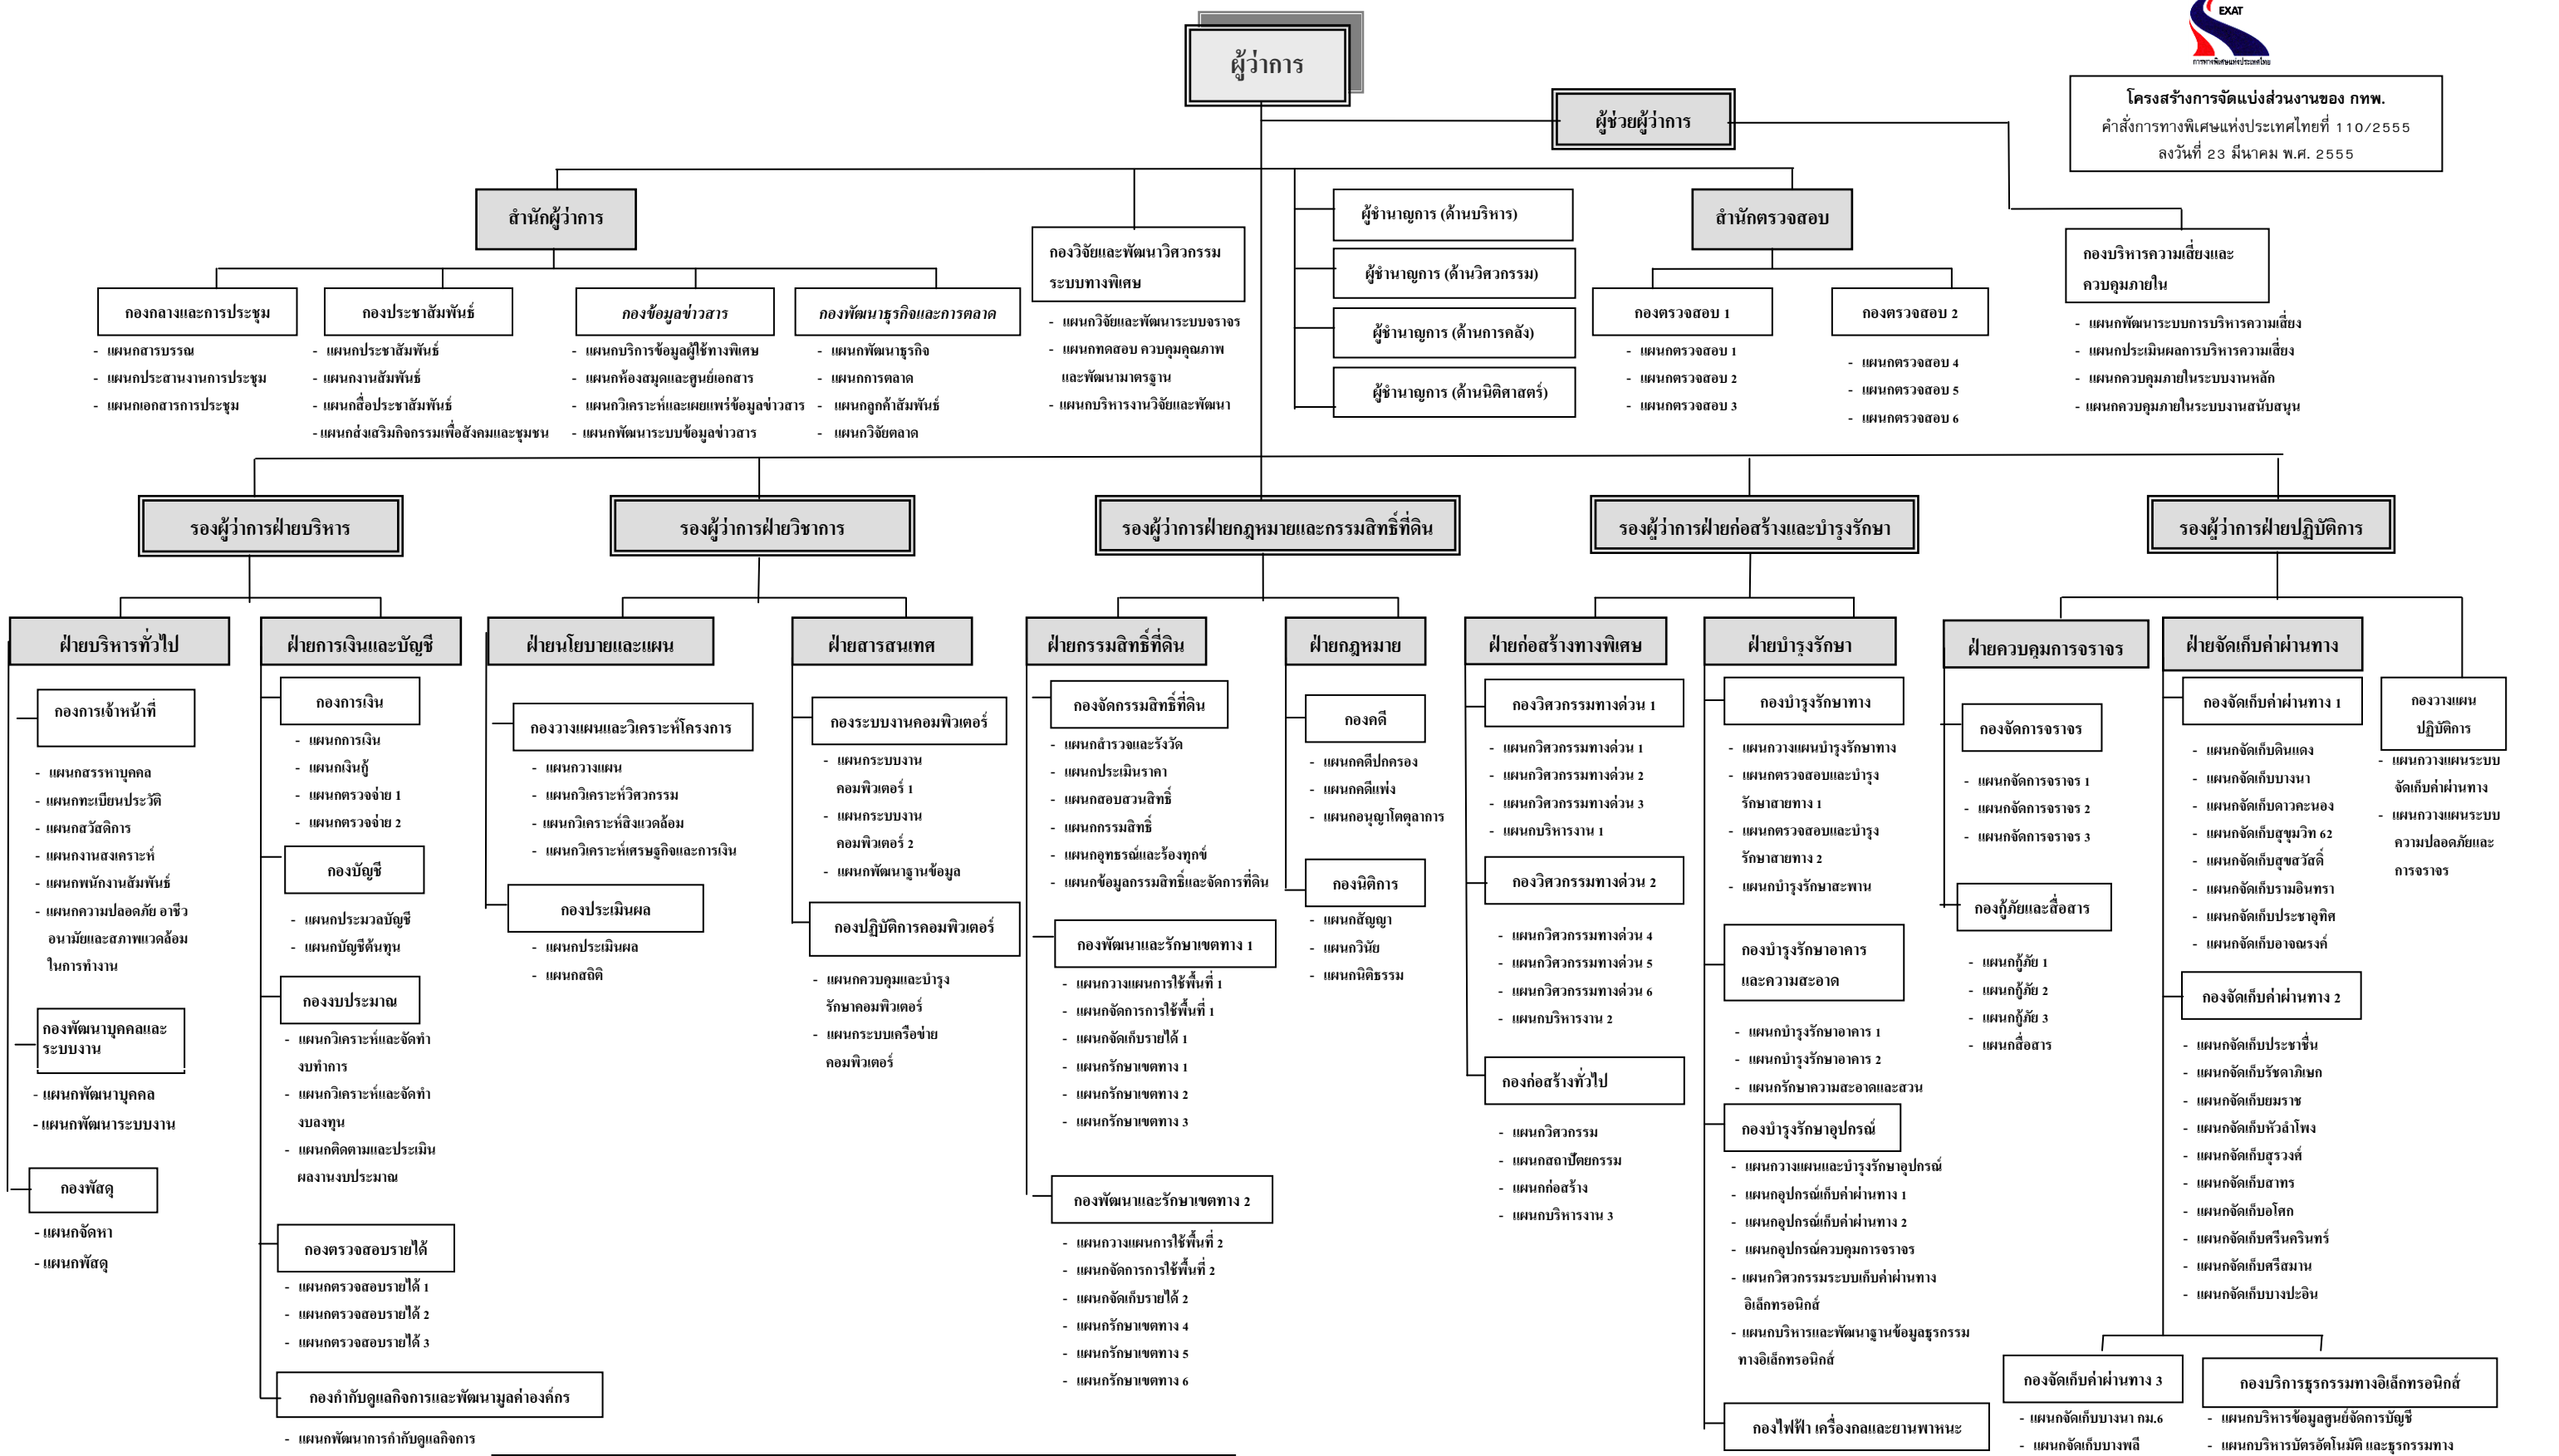 EXAT
การทางพิเศษแห่งประเทศไทย
ผู้ว่าการ
ผู้ช่วยผู้ว่าการ
โครงสร้างการจัดแบ่งส่วนงานของ กทพ.
คำสั่งการทางพิเศษแห่งประเทศไทยที่ 110/2555
ลงวันที่ 23 มีนาคม พ.ศ. 2555
สำนักผู้ว่าการ
กองกลางและการประชุม
- แผนกสารบรรณ
- แผนกประสานงานการประชุม
- แผนกเอกสารการประชุม
กองประชาสัมพันธ์
- แผนกประชาสัมพันธ์
- แผนกงานสัมพันธ์
- แผนกสื่อประชาสัมพันธ์
- แผนกส่งเสริมกิจกรรมเพื่อสังคมและชุมชน
กองข้อมูลข่าวสาร
- แผนกบริการข้อมูลผู้ใช้ทางพิเศษ
- แผนกห้องสมุดและศูนย์เอกสาร
- แผนกวิเคราะห์และเผยแพร่ข้อมูลข่าวสาร
- แผนกพัฒนาระบบข้อมูลข่าวสาร
กองพัฒนาธุรกิจและการตลาด
- แผนกพัฒนาธุรกิจ
- แผนกการตลาด
- แผนกลูกค้าสัมพันธ์
- แผนกวิจัยตลาด
กองวิจัยและพัฒนาวิศวกรรม
ระบบทางพิเศษ
- แผนกวิจัยและพัฒนาระบบจราจร
- แผนกทดสอบ ควบคุมคุณภาพ
และพัฒนามาตรฐาน
- แผนกบริหารงานวิจัยและพัฒนา
ผู้ชำนาญการ (ด้านบริหาร)
ผู้ชำนาญการ (ด้านวิศวกรรม)
ผู้ชำนาญการ (ด้านการคลัง)
ผู้ชำนาญการ (ด้านนิติศาสตร์)
สำนักตรวจสอบ
กองตรวจสอบ 1
- แผนกตรวจสอบ 1
- แผนกตรวจสอบ 2
- แผนกตรวจสอบ 3
กองตรวจสอบ 2
- แผนกตรวจสอบ 4
- แผนกตรวจสอบ 5
- แผนกตรวจสอบ 6
กองบริหารความเสี่ยงและ
ควบคุมภายใน
- แผนกพัฒนาระบบการบริหารความเสี่ยง
- แผนกประเมินผลการบริหารความเสี่ยง
- แผนกควบคุมภายในระบบงานหลัก
- แผนกควบคุมภายในระบบงานสนับสนุน
รองผู้ว่าการฝ่ายบริหาร
รองผู้ว่าการฝ่ายวิชาการ
รองผู้ว่าการฝ่ายกฎหมายและกรรมสิทธิ์ที่ดิน
รองผู้ว่าการฝ่ายก่อสร้างและบำรุงรักษา
รองผู้ว่าการฝ่ายปฏิบัติการ
ฝ่ายบริหารทั่วไป
กองการเจ้าหน้าที่
- แผนกสรรหาบุคคล
- แผนกทะเบียนประวัติ
- แผนกสวัสดิการ
- แผนกงานสงเคราะห์
- แผนกพนักงานสัมพันธ์
- แผนกความปลอดภัย อาชีว
อนามัยและสภาพแวดล้อม
ในการทำงาน
กองพัฒนาบุคคลและ
ระบบงาน
- แผนกพัฒนาบุคคล
- แผนกพัฒนาระบบงาน
กองพัสดุ
- แผนกจัดหา
- แผนกพัสดุ
ฝ่ายการเงินและบัญชี
กองการเงิน
- แผนกการเงิน
- แผนกเงินกู้
- แผนกตรวจจ่าย 1
- แผนกตรวจจ่าย 2
กองบัญชี
- แผนกประมวลบัญชี
- แผนกบัญชีต้นทุน
กองงบประมาณ
- แผนกวิเคราะห์และจัดทำ
งบทำการ
- แผนกวิเคราะห์และจัดทำ
งบลงทุน
- แผนกติดตามและประเมิน
ผลงานงบประมาณ
กองตรวจสอบรายได้
- แผนกตรวจสอบรายได้ 1
- แผนกตรวจสอบรายได้ 2
- แผนกตรวจสอบรายได้ 3
กองกำกับดูแลกิจการและพัฒนามูลค่าองค์กร
- แผนกพัฒนาการกำกับดูแลกิจการ
ฝ่ายนโยบายและแผน
กองวางแผนและวิเคราะห์โครงการ
- แผนกวางแผน
- แผนกวิเคราะห์วิศวกรรม
- แผนกวิเคราะห์สิ่งแวดล้อม
- แผนกวิเคราะห์เศรษฐกิจและการเงิน
กองประเมินผล
- แผนกประเมินผล
- แผนกสถิติ
ฝ่ายสารสนเทศ
กองระบบงานคอมพิวเตอร์
- แผนกระบบงาน
คอมพิวเตอร์ 1
- แผนกระบบงาน
คอมพิวเตอร์ 2
- แผนกพัฒนาฐานข้อมูล
กองปฏิบัติการคอมพิวเตอร์
- แผนกควบคุมและบำรุง
รักษาคอมพิวเตอร์
- แผนกระบบเครือข่าย
คอมพิวเตอร์
ฝ่ายกรรมสิทธิ์ที่ดิน
กองจัดกรรมสิทธิ์ที่ดิน
- แผนกสำรวจและรังวัด
- แผนกประเมินราคา
- แผนกสอบสวนสิทธิ์
- แผนกกรรมสิทธิ์
- แผนกอุทธรณ์และร้องทุกข์
- แผนกข้อมูลกรรมสิทธิ์และจัดการที่ดิน
กองพัฒนาและรักษาเขตทาง 1
- แผนกวางแผนการใช้พื้นที่ 1
- แผนกจัดการการใช้พื้นที่ 1
- แผนกจัดเก็บรายได้ 1
- แผนกรักษาเขตทาง 1
- แผนกรักษาเขตทาง 2
- แผนกรักษาเขตทาง 3
กองพัฒนาและรักษาเขตทาง 2
- แผนกวางแผนการใช้พื้นที่ 2
- แผนกจัดการการใช้พื้นที่ 2
- แผนกจัดเก็บรายได้ 2
- แผนกรักษาเขตทาง 4
- แผนกรักษาเขตทาง 5
- แผนกรักษาเขตทาง 6
ฝ่ายกฎหมาย
กองคดี
- แผนกคดีปกครอง
- แผนกคดีแพ่ง
- แผนกอนุญาโตตุลาการ
กองนิติการ
- แผนกสัญญา
- แผนกวินัย
- แผนกนิติธรรม
ฝ่ายก่อสร้างทางพิเศษ
กองวิศวกรรมทางด่วน 1
- แผนกวิศวกรรมทางด่วน 1
- แผนกวิศวกรรมทางด่วน 2
- แผนกวิศวกรรมทางด่วน 3
- แผนกบริหารงาน 1
กองวิศวกรรมทางด่วน 2
- แผนกวิศวกรรมทางด่วน 4
- แผนกวิศวกรรมทางด่วน 5
- แผนกวิศวกรรมทางด่วน 6
- แผนกบริหารงาน 2
กองก่อสร้างทั่วไป
- แผนกวิศวกรรม
- แผนกสถาปัตยกรรม
- แผนกก่อสร้าง
- แผนกบริหารงาน 3
ฝ่ายบำรุงรักษา
กองบำรุงรักษาทาง
- แผนกวางแผนบำรุงรักษาทาง
- แผนกตรวจสอบและบำรุง
รักษาสายทาง 1
- แผนกตรวจสอบและบำรุง
รักษาสายทาง 2
- แผนกบำรุงรักษาสะพาน
กองบำรุงรักษาอาคาร
และความสะอาด
- แผนกบำรุงรักษาอาคาร 1
- แผนกบำรุงรักษาอาคาร 2
- แผนกรักษาความสะอาดและสวน
กองบำรุงรักษาอุปกรณ์
- แผนกวางแผนและบำรุงรักษาอุปกรณ์
- แผนกอุปกรณ์เก็บค่าผ่านทาง 1
- แผนกอุปกรณ์เก็บค่าผ่านทาง 2
- แผนกอุปกรณ์ควบคุมการจราจร
- แผนกวิศวกรรมระบบเก็บค่าผ่านทาง
อิเล็กทรอนิกส์
- แผนกบริหารและพัฒนาฐานข้อมูลธุรกรรม
ทางอิเล็กทรอนิกส์
กองไฟฟ้า เครื่องกลและยานพาหนะ
ฝ่ายควบคุมการจราจร
กองจัดการจราจร
- แผนกจัดการจราจร 1
- แผนกจัดการจราจร 2
- แผนกจัดการจราจร 3
กองกู้ภัยและสื่อสาร
- แผนกกู้ภัย 1
- แผนกกู้ภัย 2
- แผนกกู้ภัย 3
- แผนกสื่อสาร
ฝ่ายจัดเก็บค่าผ่านทาง
กองจัดเก็บค่าผ่านทาง 1
- แผนกจัดเก็บดินแดง
- แผนกจัดเก็บบางนา
- แผนกจัดเก็บดาวคะนอง
- แผนกจัดเก็บสุขุมวิท 62
- แผนกจัดเก็บสุขสวัสดิ์
- แผนกจัดเก็บรามอินทรา
- แผนกจัดเก็บประชาอุทิศ
- แผนกจัดเก็บอาจณรงค์
กองจัดเก็บค่าผ่านทาง 2
- แผนกจัดเก็บประชาชื่น
- แผนกจัดเก็บรัชดาภิเษก
- แผนกจัดเก็บยมราช
- แผนกจัดเก็บหัวลำโพง
- แผนกจัดเก็บสุรวงศ์
- แผนกจัดเก็บสาทร
- แผนกจัดเก็บอโศก
- แผนกจัดเก็บศรีนครินทร์
- แผนกจัดเก็บศรีสมาน
- แผนกจัดเก็บบางปะอิน
กองจัดเก็บค่าผ่านทาง 3
- แผนกจัดเก็บบางนา กม.6
- แผนกจัดเก็บบางพลี
กองบริการธุรกรรมทางอิเล็กทรอนิกส์
- แผนกบริหารข้อมูลศูนย์จัดการบัญชี
- แผนกบริหารบัตรอัตโนมัติ และธุรกรรมทาง
กองวางแผน
ปฏิบัติการ
- แผนกวางแผนระบบ
จัดเก็บค่าผ่านทาง
- แผนกวางแผนระบบ
ความปลอดภัยและ
การจราจร